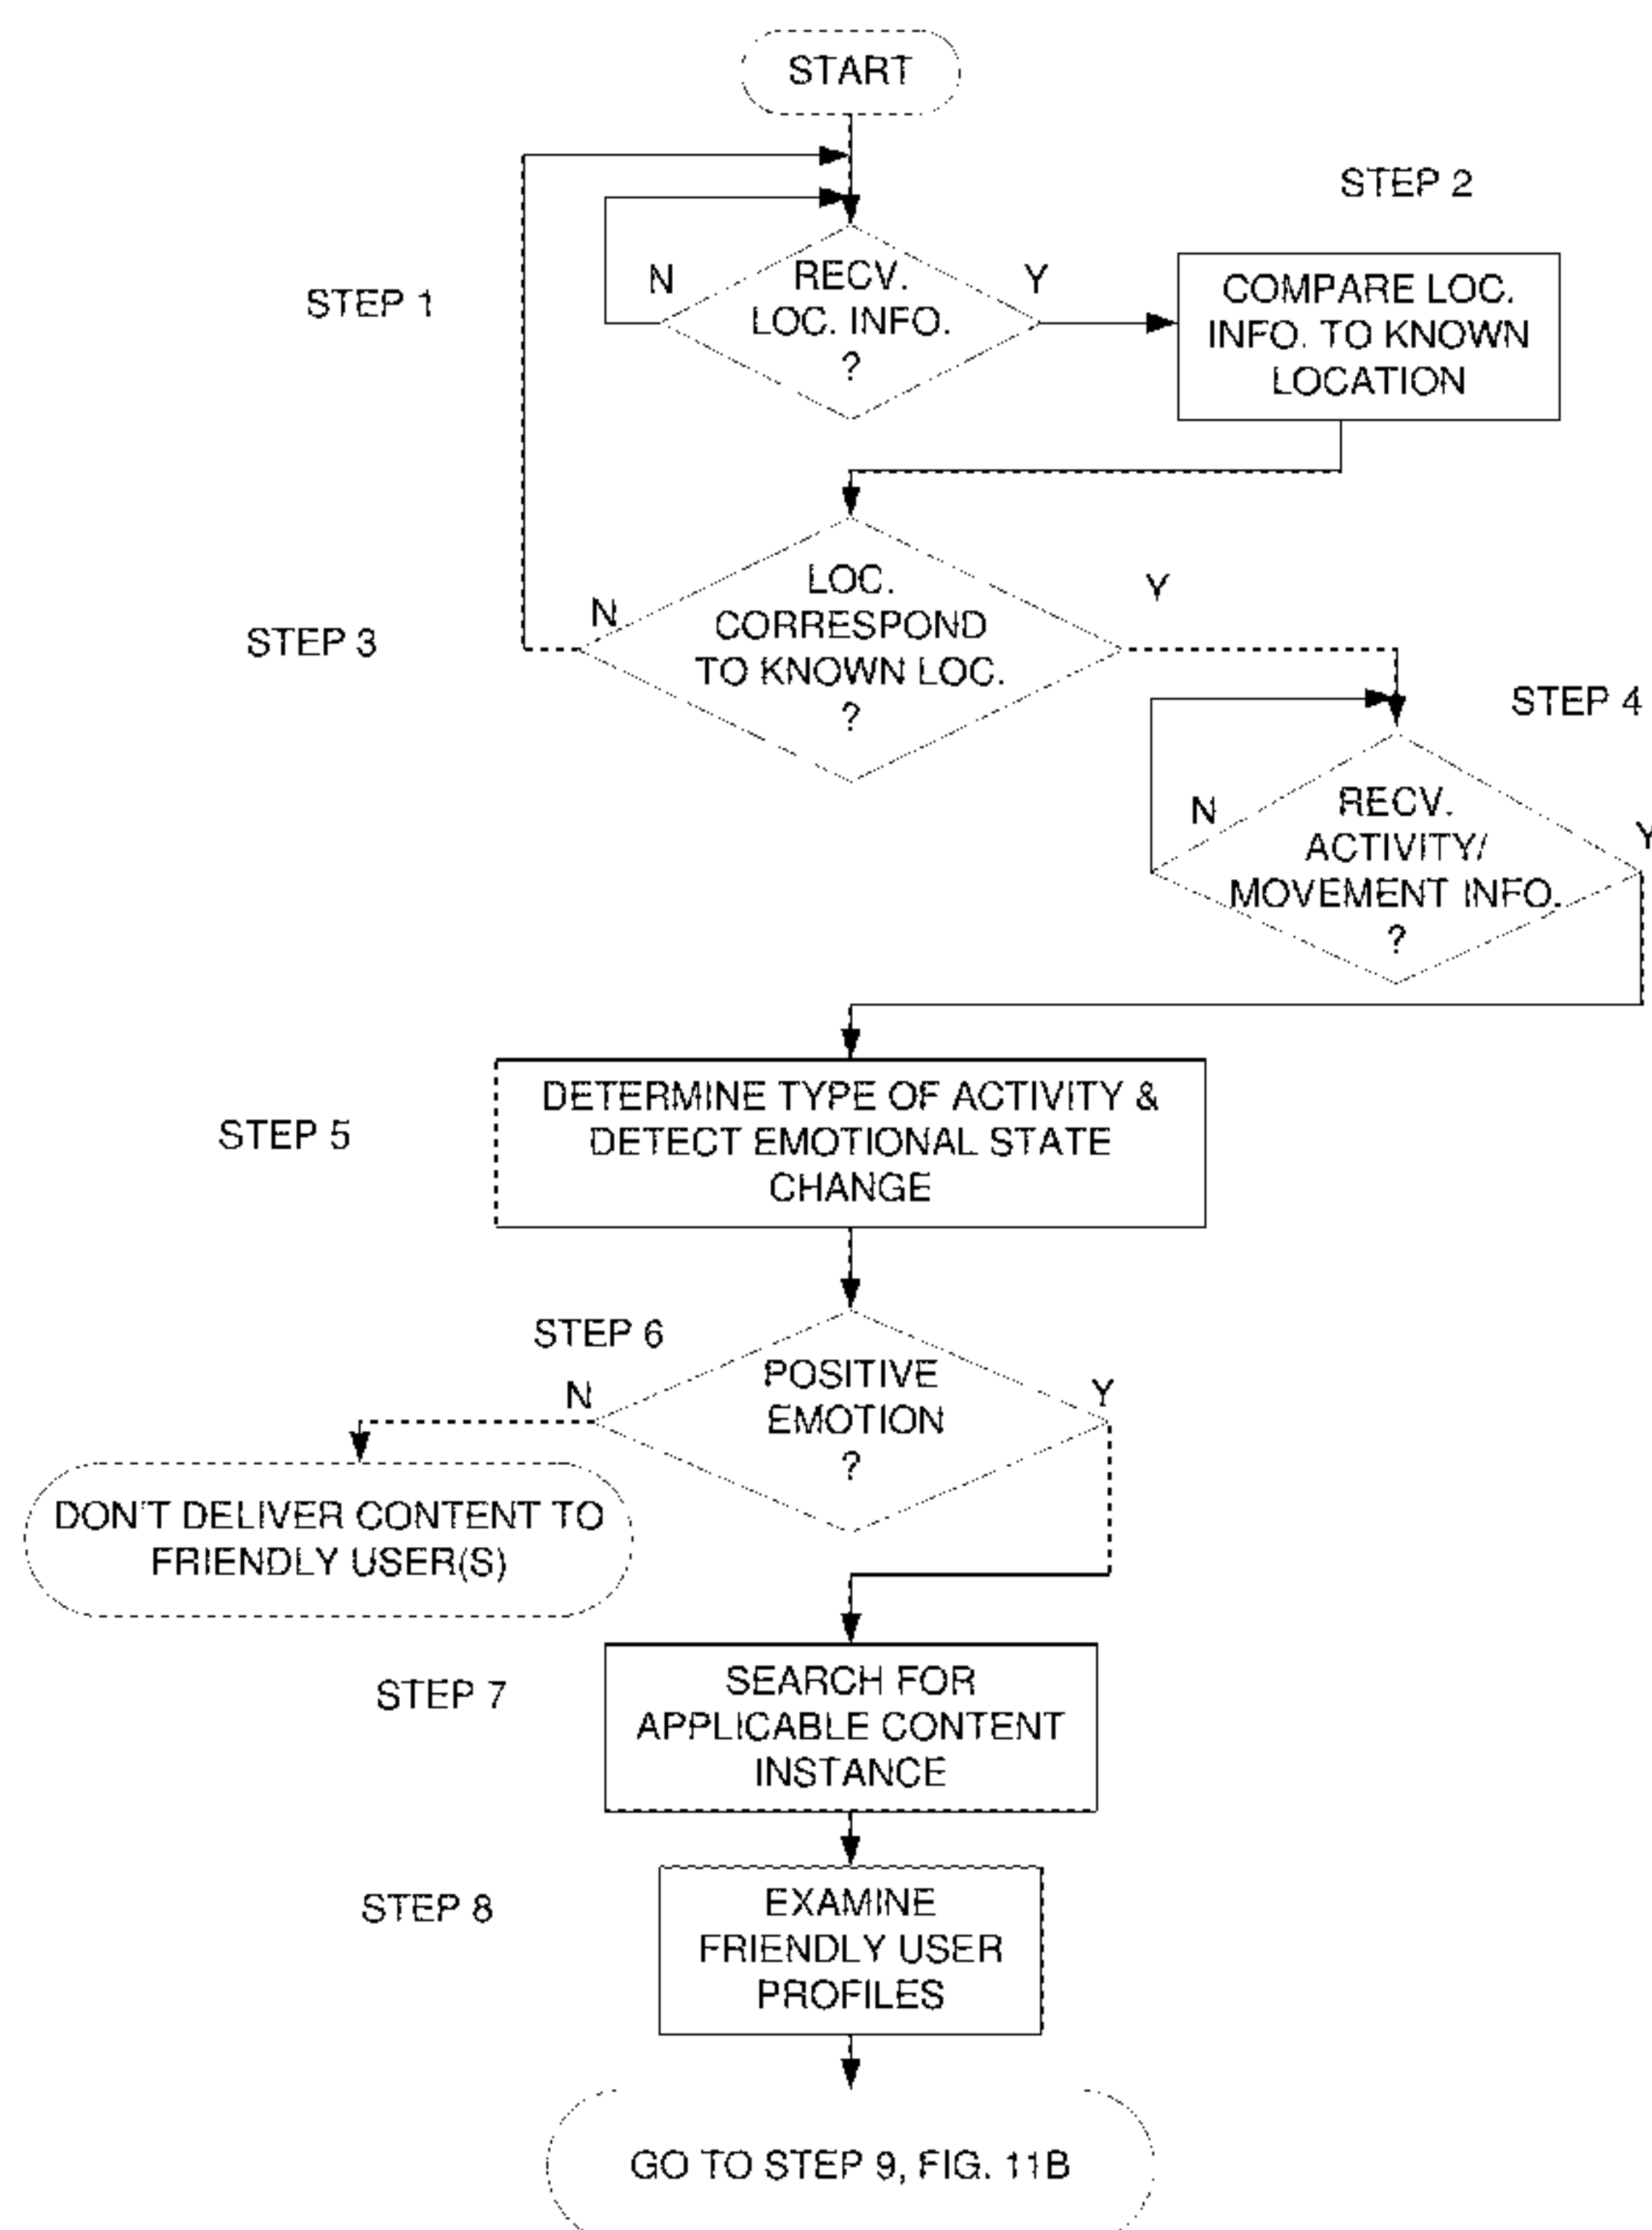 START
STEP 2
STEP 1
N
RECV.
LOC. INFO.
?
Y
COMPARE LOC.
INFO. TO KNOWN
LOCATION
STEP 3
N
LOC.
CORRESPOND
TO KNOWN LOC.
?
Y
STEP 4
N
RECV.
ACTIVITY/
MOVEMENT INFO.
?
Y
STEP 5
DETERMINE TYPE OF ACTIVITY &
DETECT EMOTIONAL STATE
CHANGE
STEP 6
N
POSITIVE
EMOTION
?
Y
DON'T DELIVER CONTENT TO
FRIENDLY USER(S)
STEP 7
SEARCH FOR
APPLICABLE CONTENT
INSTANCE
STEP 8
EXAMINE
FRIENDLY USER
PROFILES
GO TO STEP 9, FIG. 11B